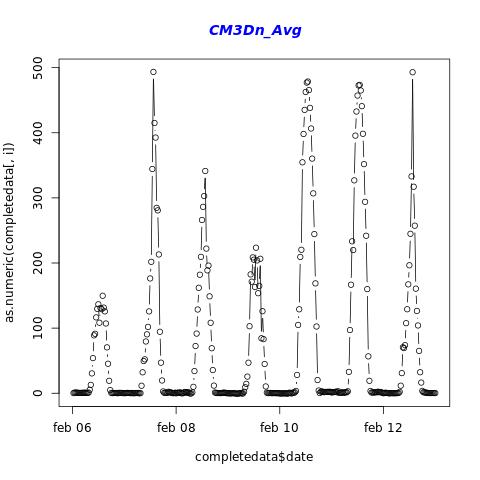 CM3Dn_Avg
as.numeric(completedata[, i])
500
400
300
200
100
0
feb 06
feb 08
feb 10
feb 12
completedata$date